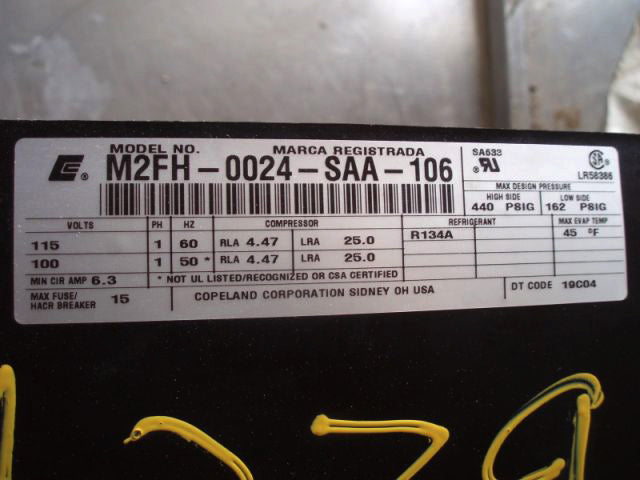 MODEL NO. MARCA REGISTRADA
M2FH-0024-SAA-106
SA633
LR58386
MAX DESIGN PRESSURE
HIGH SIDE LOW SIDE
440 PSIG 162 PSIG
VOLTS PH HZ COMPRESSOR REFRIGERANT MAX EVAP TEMP
115 1 60 RLA 4.47 LRA 25.0 R134A 45 °F
100 1 50 * RLA 4.47 LRA 25.0
MIN CIR AMP 6.3 * NOT UL LISTED/RECOGNIZED OR CSA CERTIFIED
MAX FUSE/
HACR BREAKER 15 COPELAND CORPORATION SIDNEY OH USA DT CODE 19C04